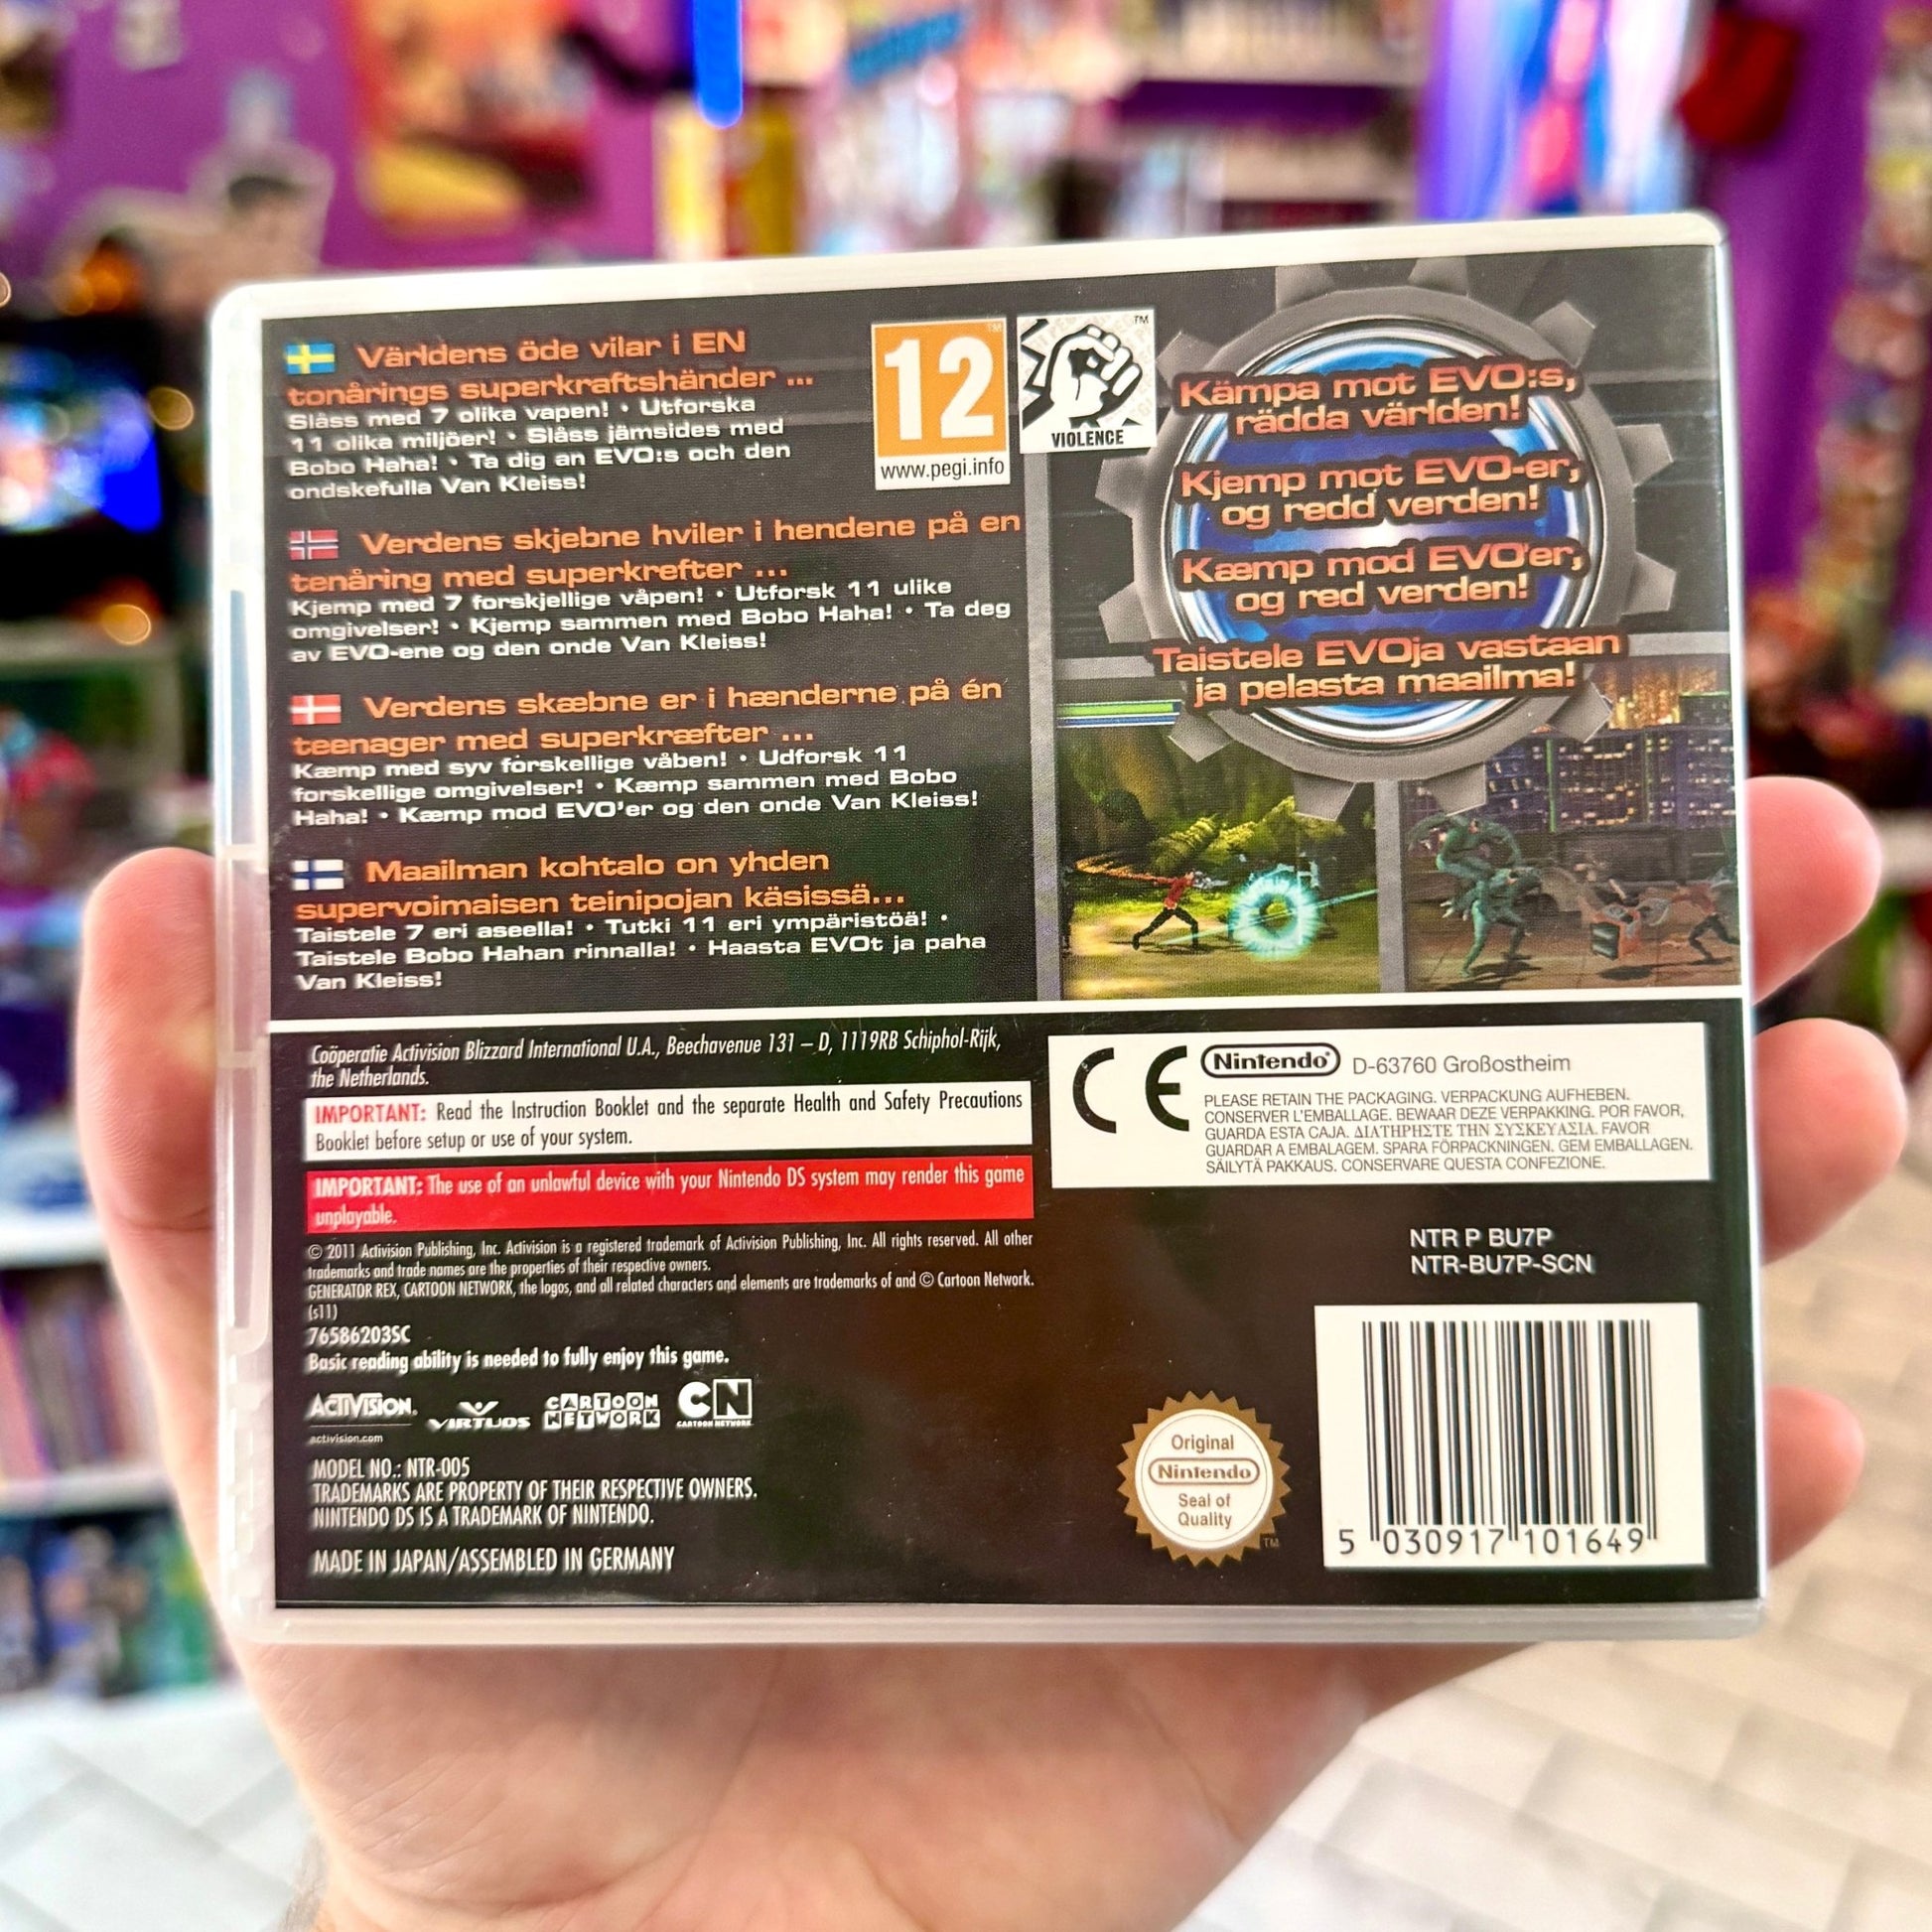 Världens öde vilar i EN
tonårings superkraftshänder ...
Slåss med 7 olika vapen! • Utforska
11 olika miljöer! • Slåss jämsides med
Bobo Haha! • Ta dig an EVO:s och den
ondskefulla Van Kleiss!
12
www.pegi.info
VIOLENCE
Verdens skjebne hviler i hendene på en
tenåring med superkrefter ...
Kjemp med 7 forskjellige våpen! • Utforsk 11 ulike
omgivelser! • Kjemp sammen med Bobo Haha! • Ta deg
av EVO-ene og den onde Van Kleiss!
Verdens skæbne er i hænderne på én
teenager med superkræfter ...
Kæmp med syv forskellige våben! • Udforsk 11
forskellige omgivelser! • Kæmp sammen med Bobo
Haha! • Kæmp mod EVO'er og den onde Van Kleiss!
Maailman kohtalo on yhden
supervoimaisen teinipojan käsissä...
Taistele 7 eri aseella! • Tutki 11 eri ympäristöä! •
Taistele Bobo Hahan rinnalla! • Haasta EVOt ja paha
Van Kleiss!
Kämpa mot EVO:s,
rädda världen!
Kjemp mot EVO-er,
og redd verden!
Kæmp mod EVO'er,
og red verden!
Taistele EVOja vastaan
ja pelasta maailma!
Coöperatie Activision Blizzard International U.A., Beechavenue 131 – D, 1119RB Schiphol-Rijk,
the Netherlands.
IMPORTANT: Read the Instruction Booklet and the separate Health and Safety Precautions
Booklet before setup or use of your system.
IMPORTANT: The use of an unlawful device with your Nintendo DS system may render this game
unplayable.
© 2011 Activision Publishing, Inc. Activision is a registered trademark of Activision Publishing, Inc. All rights reserved. All other
trademarks and trade names are the properties of their respective owners.
GENERATOR REX, CARTOON NETWORK, the logos, and all related characters and elements are trademarks of and © Cartoon Network.
(s11)
76586203SC
Basic reading ability is needed to fully enjoy this game.
ACTIVISION.
activision.com
VIRTUOS
CARTOON
NETWORK
CN
CARTOON NETWORK
MODEL NO.: NTR-005
TRADEMARKS ARE PROPERTY OF THEIR RESPECTIVE OWNERS.
NINTENDO DS IS A TRADEMARK OF NINTENDO.
MADE IN JAPAN/ASSEMBLED IN GERMANY
CE
Nintendo® D-63760 Großostheim
PLEASE RETAIN THE PACKAGING. VERPACKUNG AUFHEBEN.
CONSERVER L'EMBALLAGE. BEWAAR DEZE VERPAKKING. POR FAVOR,
GUARDA ESTA CAJA. ΔΙΑΤΗΡΗΣΤΕ ΤΗΝ ΣΥΣΚΕΥΑΣΙΑ. FAVOR
GUARDAR A EMBALAGEM. SPARA FÖRPACKNINGEN. GEM EMBALLAGEN.
SÄILYTÄ PAKKAUS. CONSERVARE QUESTA CONFEZIONE.
NTR P BU7P
NTR-BU7P-SCN
Original
Nintendo
Seal of
Quality
TM
5 030917 101649